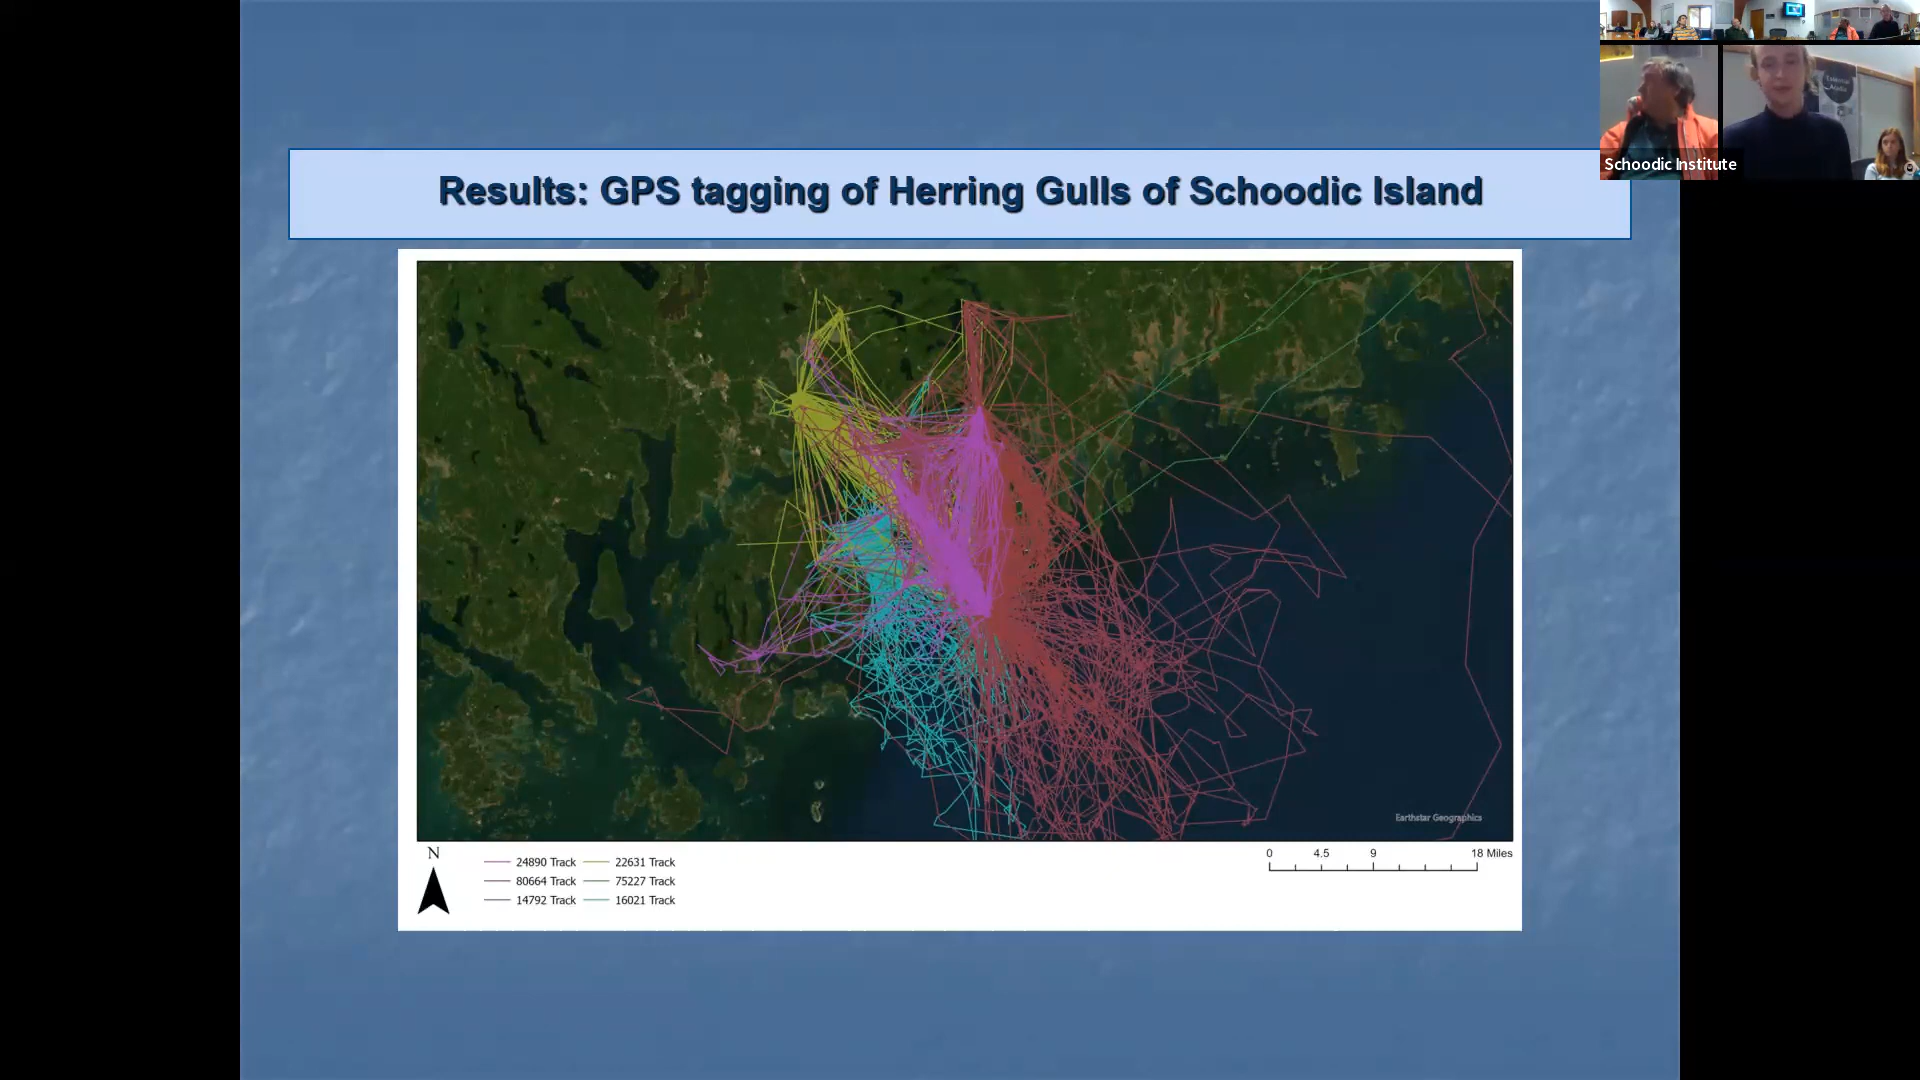 Schoodic Institute
Results: GPS tagging of Herring Gulls of Schoodic Island
Earthstar Geographics
N
24890 Track
22631 Track
80664 Track
75227 Track
14792 Track
16021 Track
0 4.5 9 18 Miles